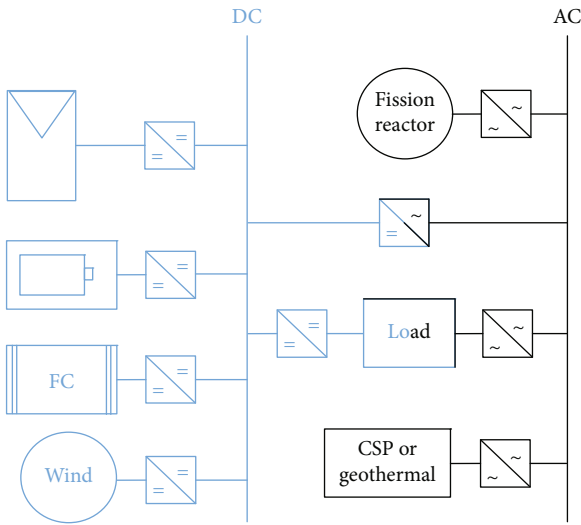 DC
AC
Fission
reactor
Load
FC
CSP or
geothermal
Wind